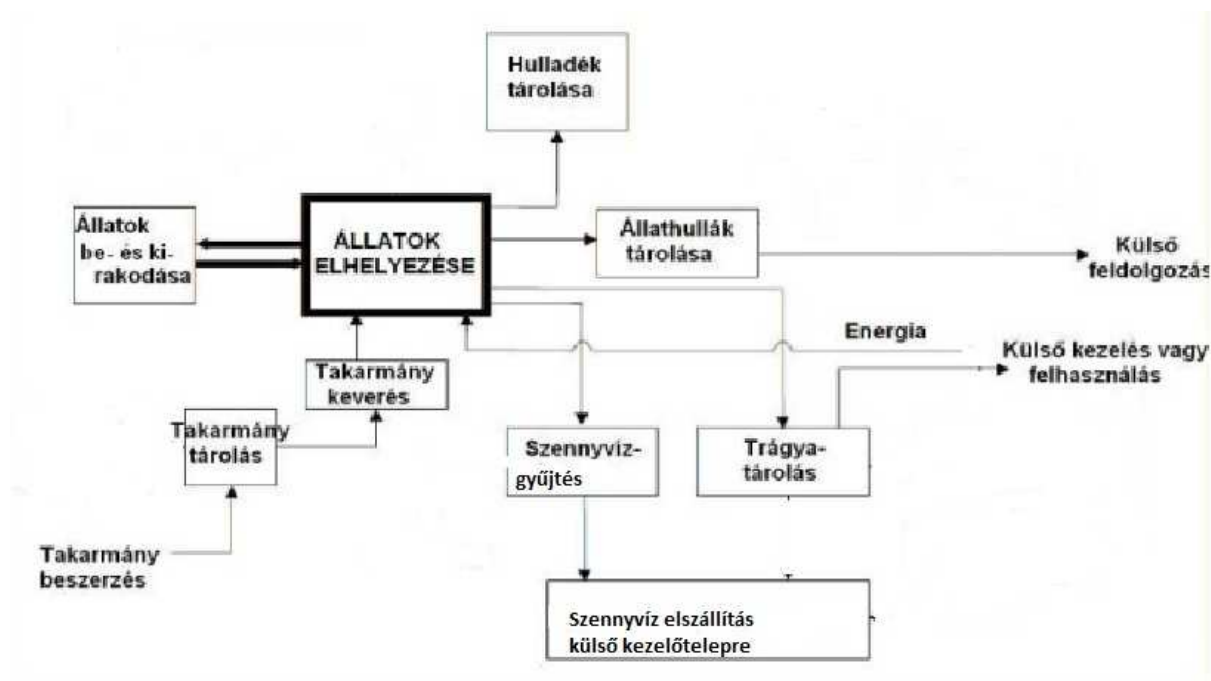 Hulladék
tárolása
Állatok
be- és ki-
rakodása
ÁLLATOK
ELHELYEZÉSE
Állathullák
tárolása
Külső
feldolgozás
Energia
Külső kezelés vagy
felhasználás
Takarmány
keverés
Takarmány
tárolás
Szennyvíz-
gyűjtés
Trágya-
tárolás
Takarmány
beszerzés
Szennyvíz elszállítás
külső kezelőtelepre